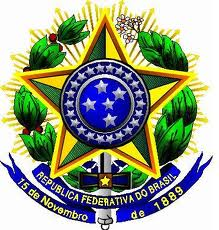 REPUBLICA FEDERATIVA DO BRASIL
15 de Novembro de 1889